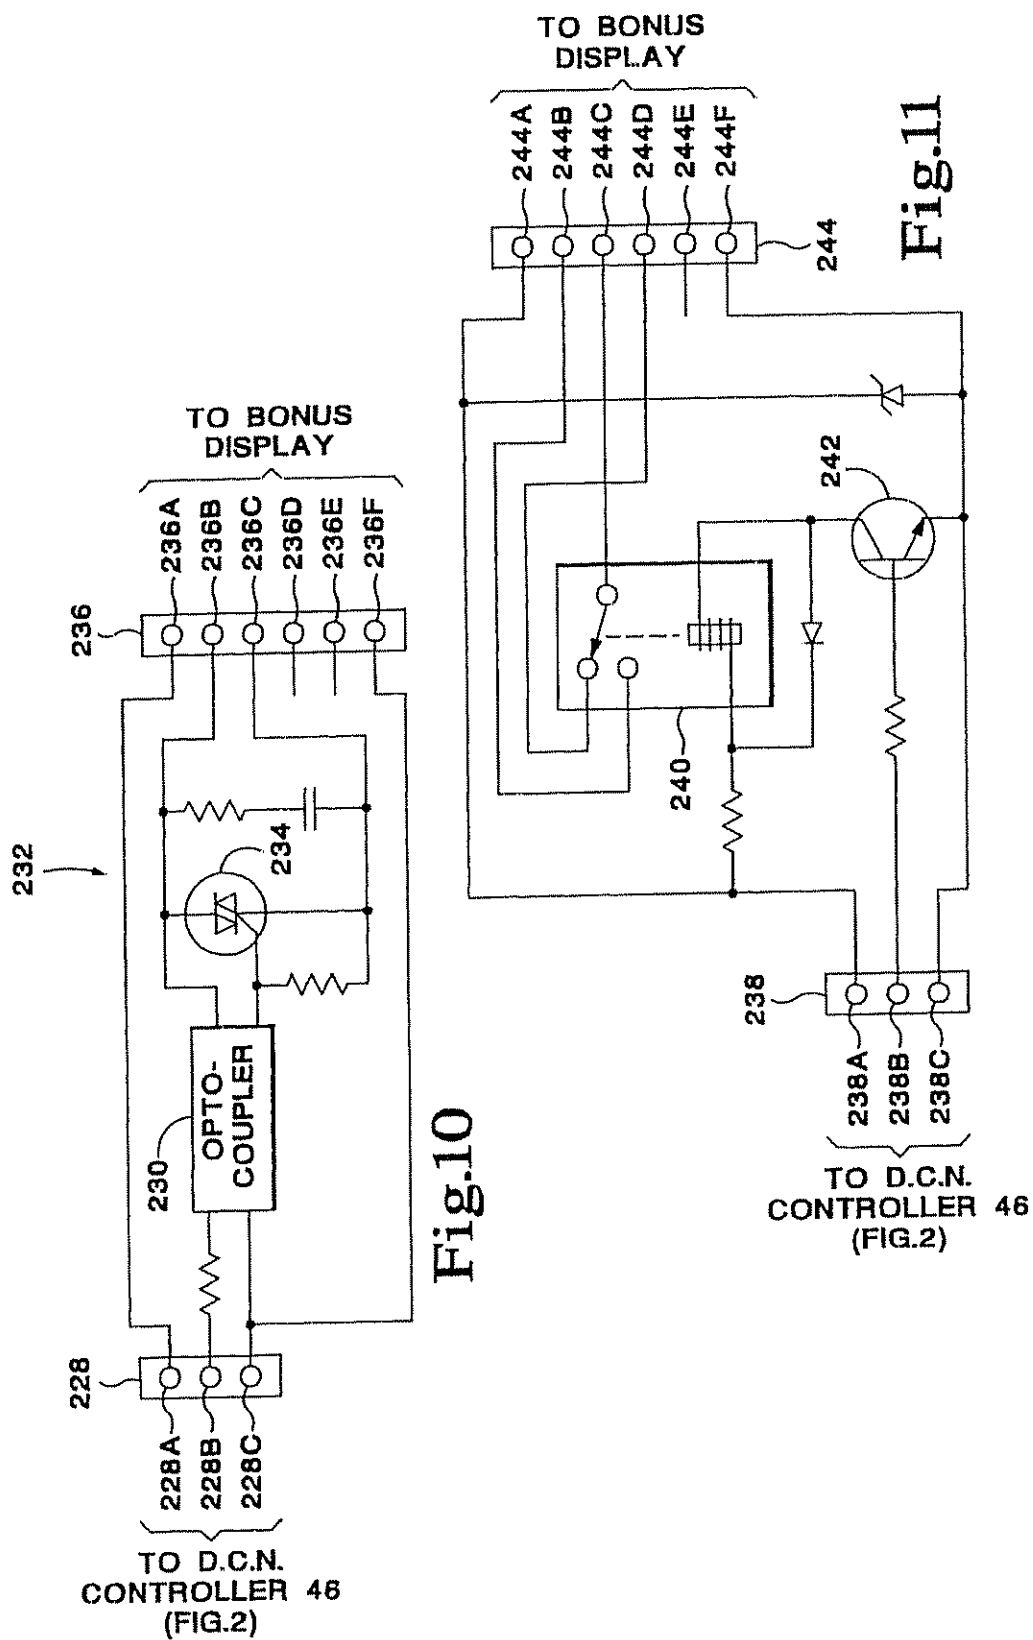 TO BONUS
DISPLAY
244A
244B
244C
244D
244E
244F
244
Fig.11
242
240
238
238A
238B
238C
TO D.C.N.
CONTROLLER 46
(FIG.2)
TO BONUS
DISPLAY
236A
236B
236C
236D
236E
236F
236
234
232
OPTO-
COUPLER
230
Fig.10
228
228A
228B
228C
TO D.C.N.
CONTROLLER 46
(FIG.2)